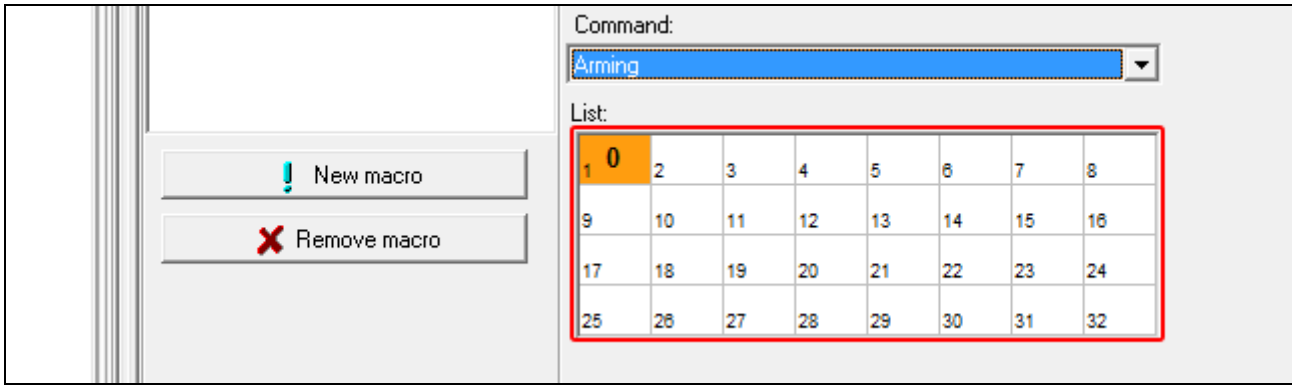 Command:
Arming
List:
1 0 2 3 4 5 6 7 8
9 10 11 12 13 14 15 16
17 18 19 20 21 22 23 24
25 26 27 28 29 30 31 32
New macro
Remove macro